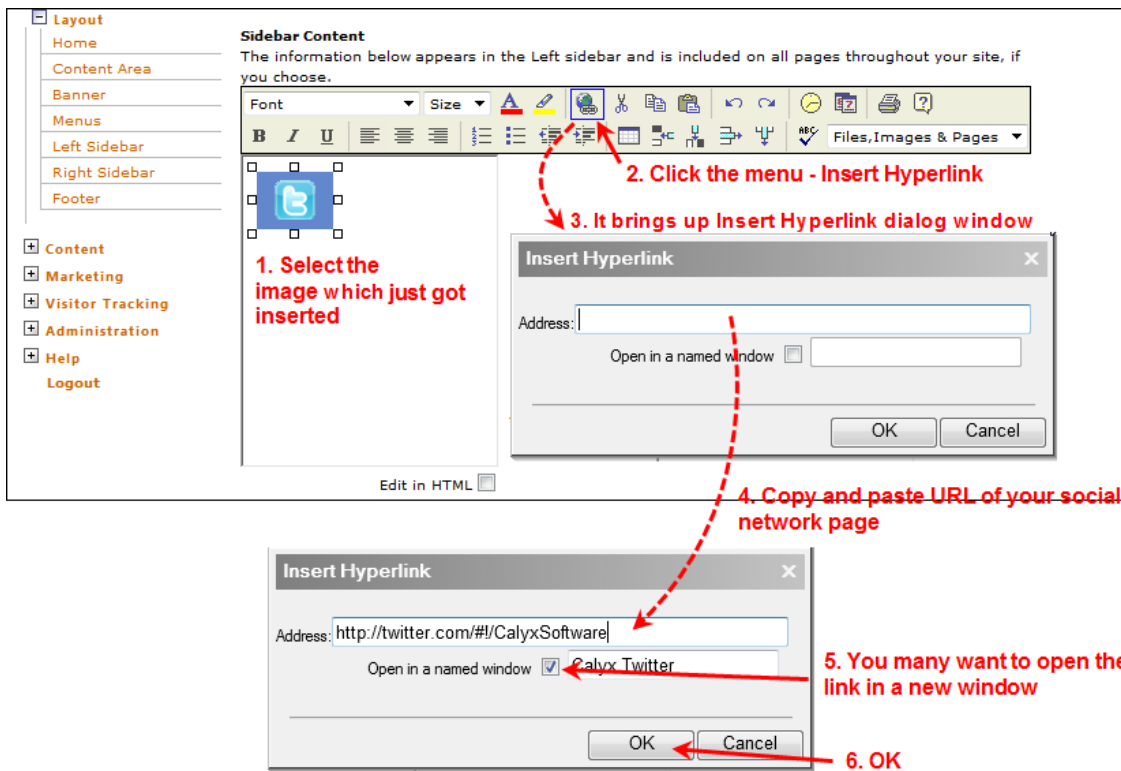 Layout
Home
Content Area
Banner
Menus
Left Sidebar
Right Sidebar
Footer
Content
Marketing
Visitor Tracking
Administration
Help
Logout
Sidebar Content
The information below appears in the Left sidebar and is included on all pages throughout your site, if
you choose.
Font Size A
B I U ABC Files,Images & Pages
2. Click the menu - Insert Hyperlink
3. It brings up Insert Hyperlink dialog window
1. Select the
image which just got
inserted
Insert Hyperlink
Address:
Open in a named window
OK Cancel
Edit in HTML
4. Copy and paste URL of your social
network page
Insert Hyperlink
Address: http://twitter.com/#!/CalyxSoftware
Open in a named window Calyx Twitter
5. You many want to open the
link in a new window
OK Cancel
6. OK